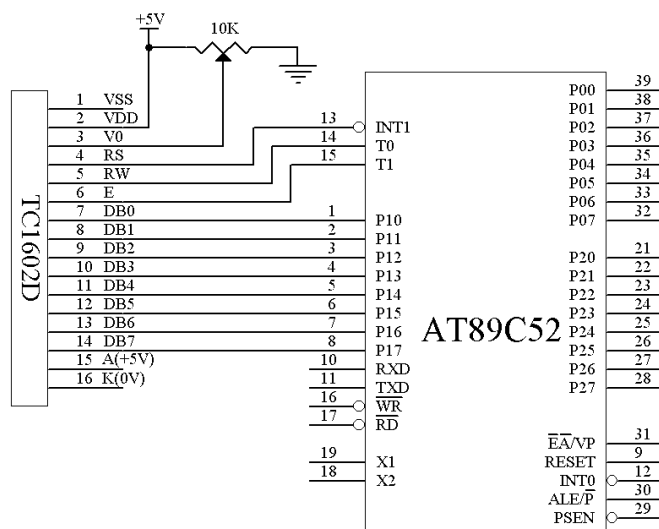 +5V
10K
TC1602D
1 VSS
2 VDD
3 V0
4 RS
5 RW
6 E
7 DB0
8 DB1
9 DB2
10 DB3
11 DB4
12 DB5
13 DB6
14 DB7
15 A(+5V)
16 K(0V)
13 INT1
14 T0
15 T1
1 P10
2 P11
3 P12
4 P13
5 P14
6 P15
7 P16
8 P17
10 RXD
11 TXD
16 WR
17 RD
19 X1
18 X2
AT89C52
P00 39
P01 38
P02 37
P03 36
P04 35
P05 34
P06 33
P07 32
P20 21
P21 22
P22 23
P23 24
P24 25
P25 26
P26 27
P27 28
EA/VP 31
RESET 9
INT0 12
ALE/P 30
PSEN 29